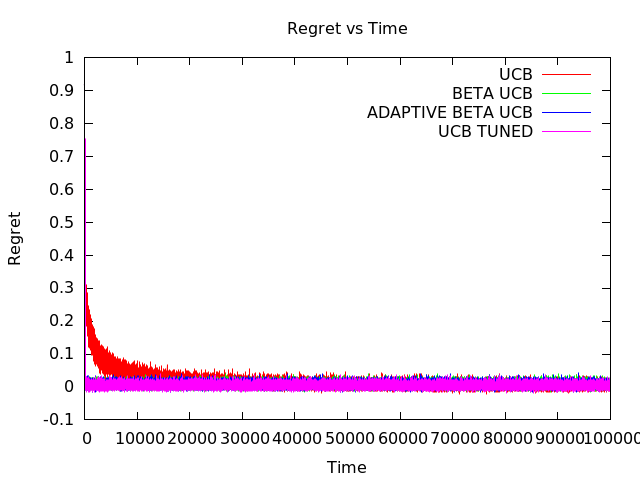 Regret vs Time
1
0.9
0.8
0.7
0.6
0.5
0.4
0.3
0.2
0.1
0
-0.1
Regret
UCB
BETA UCB
ADAPTIVE BETA UCB
UCB TUNED
0 10000 20000 30000 40000 50000 60000 70000 80000 90000 100000
Time